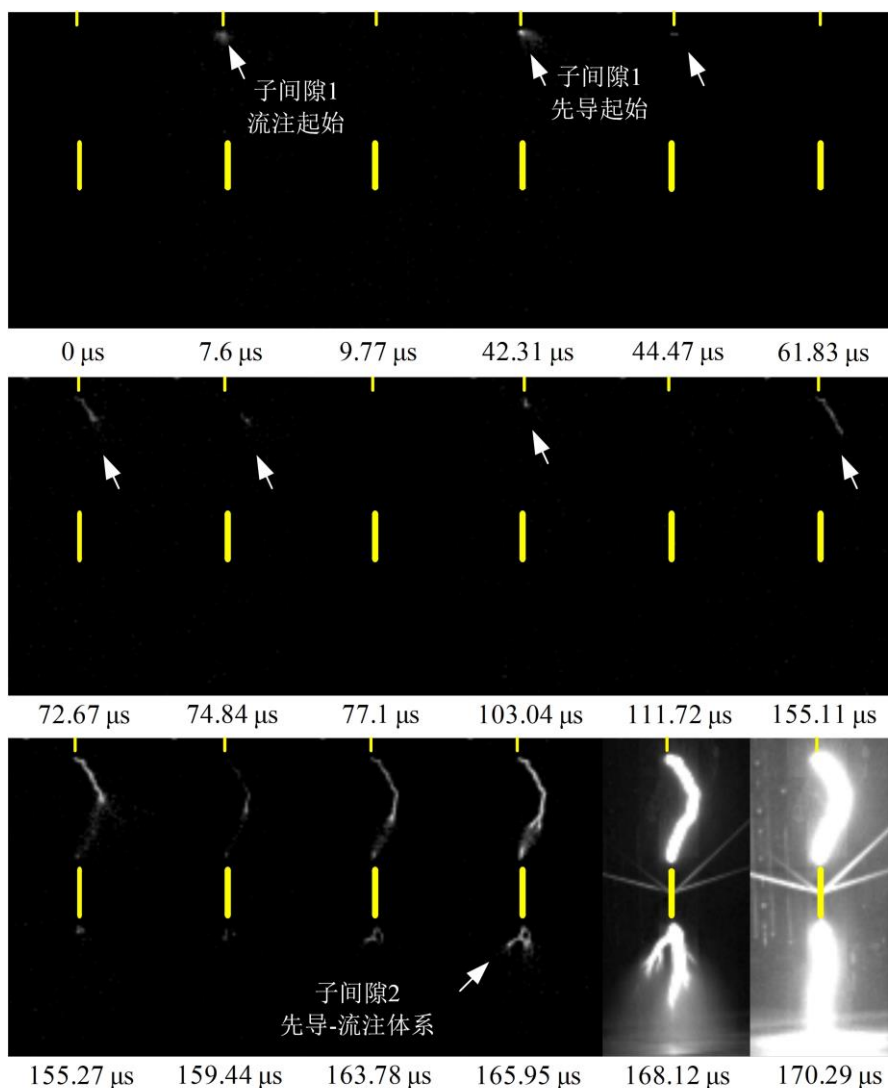 子间隙1
流注起始
子间隙1
先导起始
0 μs 7.6 μs 9.77 μs 42.31 μs 44.47 μs 61.83 μs
72.67 μs 74.84 μs 77.1 μs 103.04 μs 111.72 μs 155.11 μs
子间隙2
先导-流注体系
155.27 μs 159.44 μs 163.78 μs 165.95 μs 168.12 μs 170.29 μs